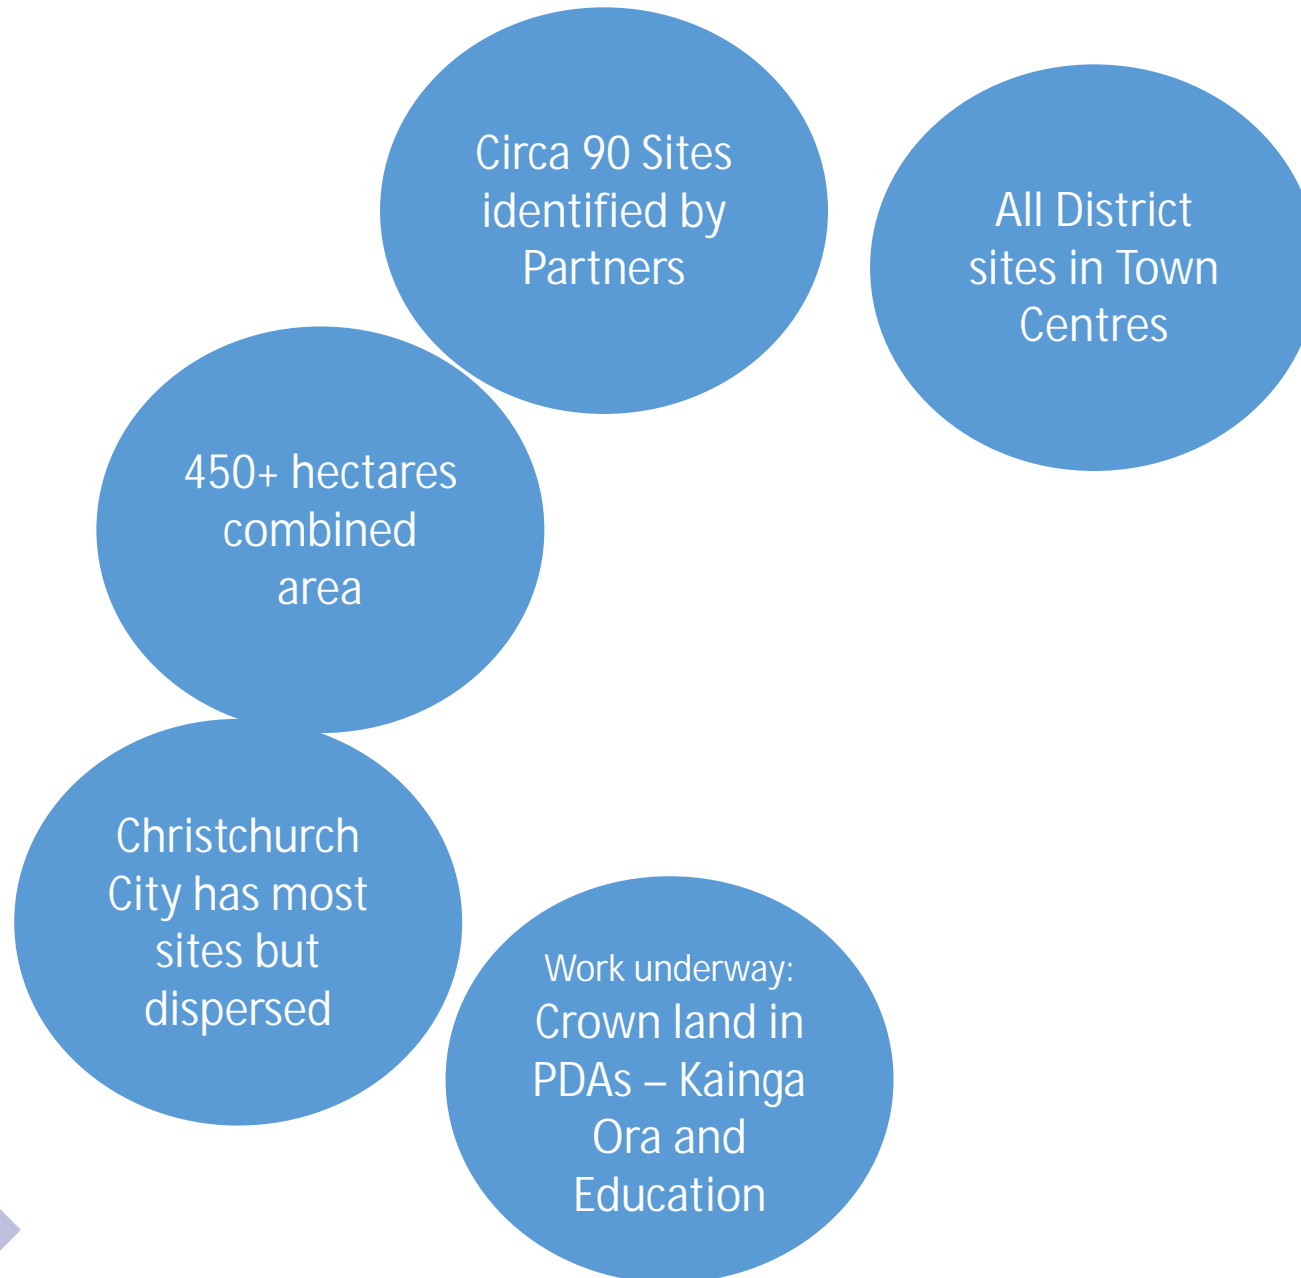 Circa 90 Sites
identified by
Partners
All District
sites in Town
Centres
450+ hectares
combined
area
Christchurch
City has most
sites but
dispersed
Work underway:
Crown land in
PDAs – Kainga
Ora and
Education